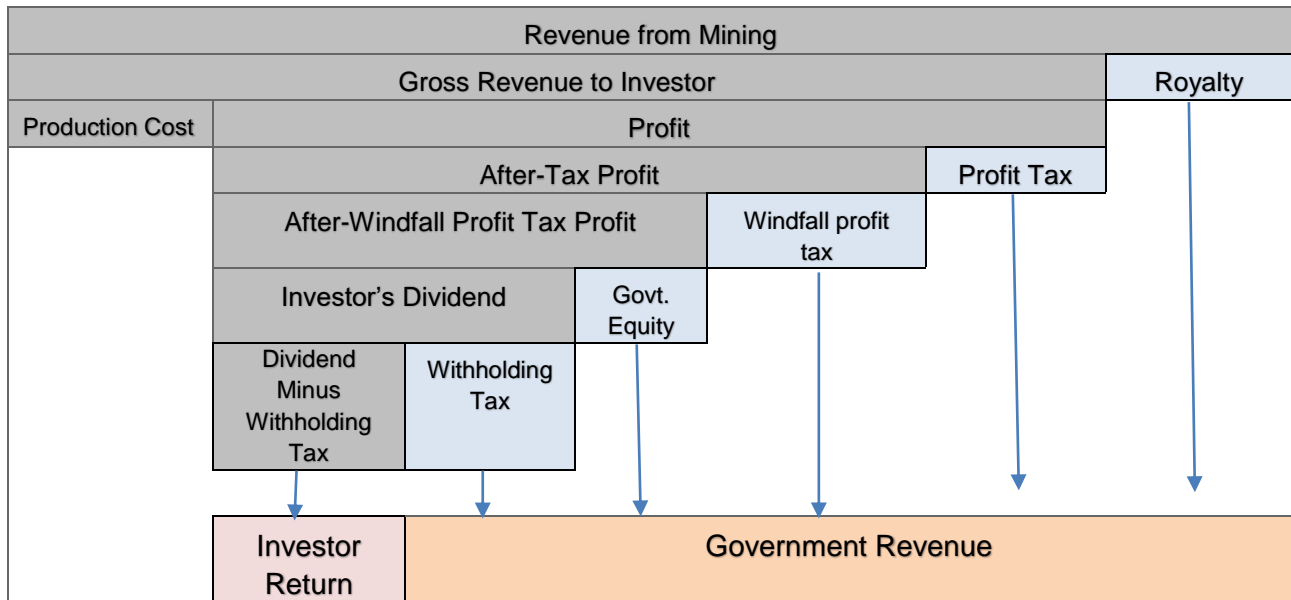 Revenue from Mining
Gross Revenue to Investor
Royalty
Production Cost
Profit
After-Tax Profit
Profit Tax
After-Windfall Profit Tax Profit
Windfall profit
tax
Investor’s Dividend
Govt.
Equity
Dividend
Minus
Withholding
Tax
Withholding
Tax
Investor
Return
Government Revenue